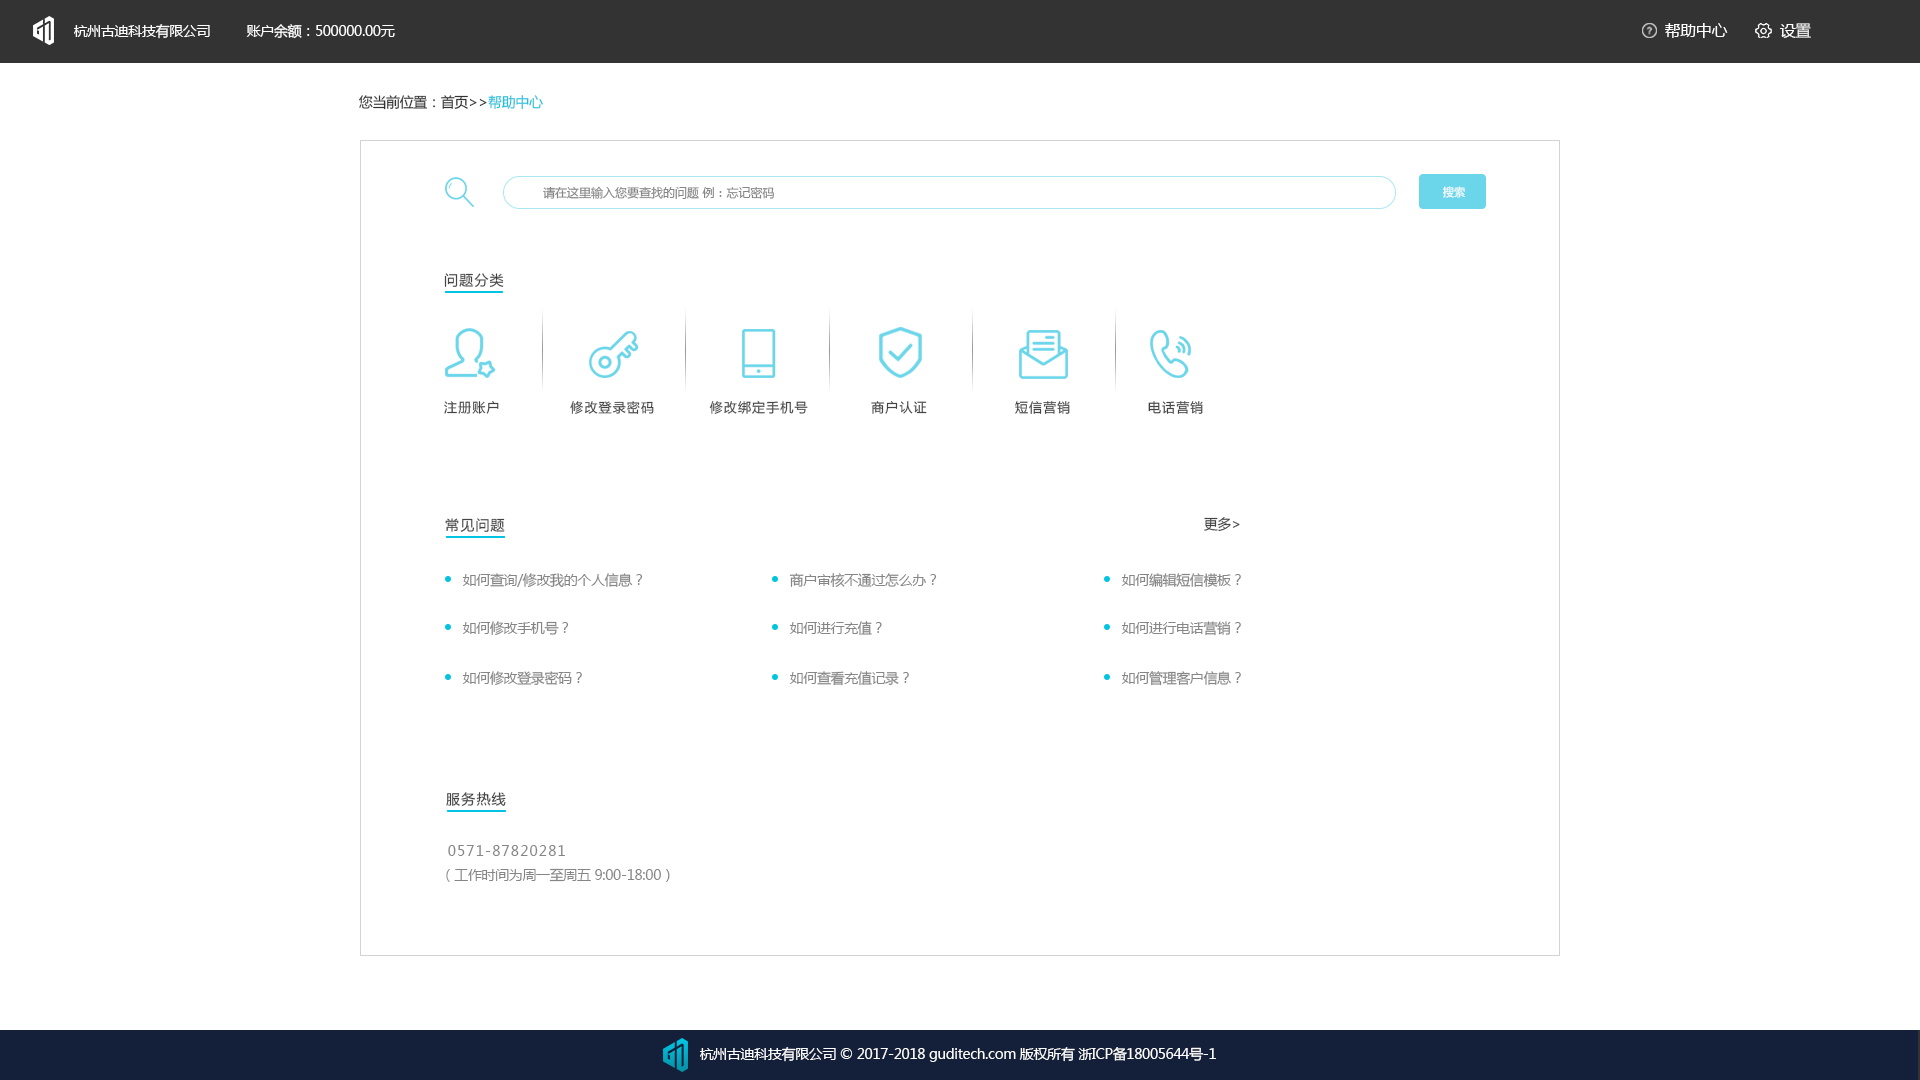 杭州古迪科技有限公司 账户余额：500000.00元 帮助中心 设置
您当前位置：首页>>帮助中心
请在这里输入您要查找的问题 例：忘记密码 搜索
问题分类
注册账户 修改登录密码 修改绑定手机号 商户认证 短信营销 电话营销
常见问题 更多>
如何查询/修改我的个人信息？ 商户审核不通过怎么办？ 如何编辑短信模板？
如何修改手机号？ 如何进行充值？ 如何进行电话营销？
如何修改登录密码？ 如何查看充值记录？ 如何管理客户信息？
服务热线
0571-87820281
（工作时间为周一至周五 9:00-18:00）
杭州古迪科技有限公司 © 2017-2018 guditech.com 版权所有 浙ICP备18005644号-1